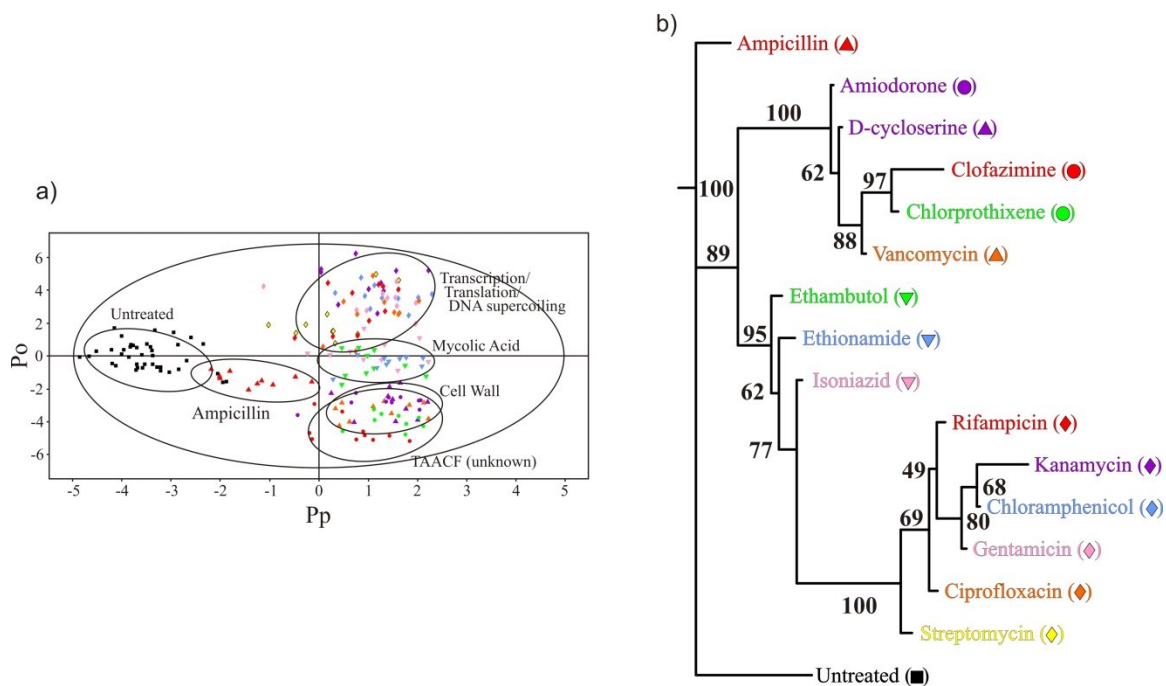 a)
Po
6
4
2
0
-2
-4
-6
-5
-4
-3
-2
-1
0
1
2
3
4
5
Pp
Untreated
Ampicillin
Transcription/
Translation/
DNA supercoiling
Mycolic Acid
Cell Wall
TAACF (unknown)
b)
Ampicillin (▲)
Amiodorone (●)
100
D-cycloserine (▲)
62
Clofazimine (●)
97
100
Chlorprothixene (●)
88
Vancomycin (▲)
89
Ethambutol (▼)
95
Ethionamide (▼)
Isoniazid (▼)
62
Rifampicin (♦)
77
49
Kanamycin (♦)
68
Chloramphenicol (♦)
69
80
Gentamicin (♦)
Ciprofloxacin (♦)
100
Streptomycin (♦)
Untreated (■)